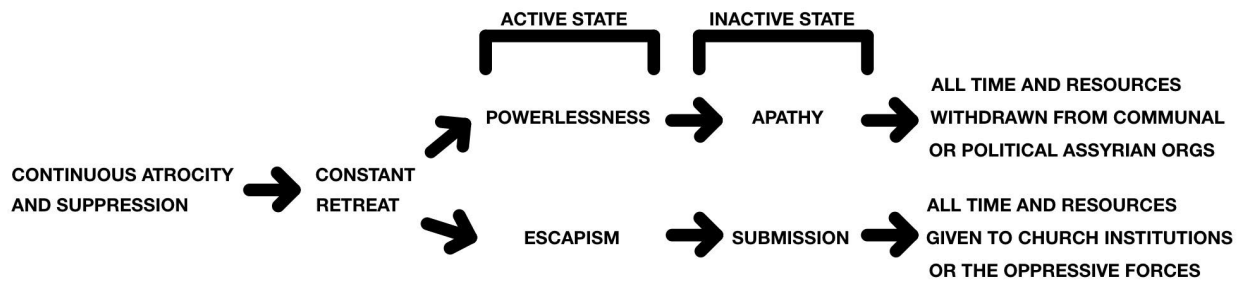 ACTIVE STATE
INACTIVE STATE
CONTINUOUS ATROCITY
AND SUPPRESSION
CONSTANT
RETREAT
POWERLESSNESS
APATHY
ALL TIME AND RESOURCES
WITHDRAWN FROM COMMUNAL
OR POLITICAL ASSYRIAN ORGS
ESCAPISM
SUBMISSION
ALL TIME AND RESOURCES
GIVEN TO CHURCH INSTITUTIONS
OR THE OPPRESSIVE FORCES